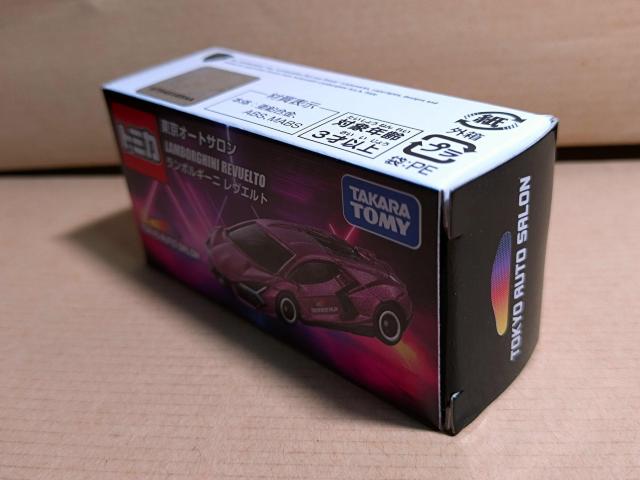 材質表示
本体:亜鉛合金、
ABS、MABS
対象年齢
3才以上
紙
外箱
プラ
袋:PE
トミカ
東京オートサロン
LAMBORGHINI REVUELTO
ランボルギーニ レヴエルト
TAKARA
TOMY
TOKYO AUTO SALON